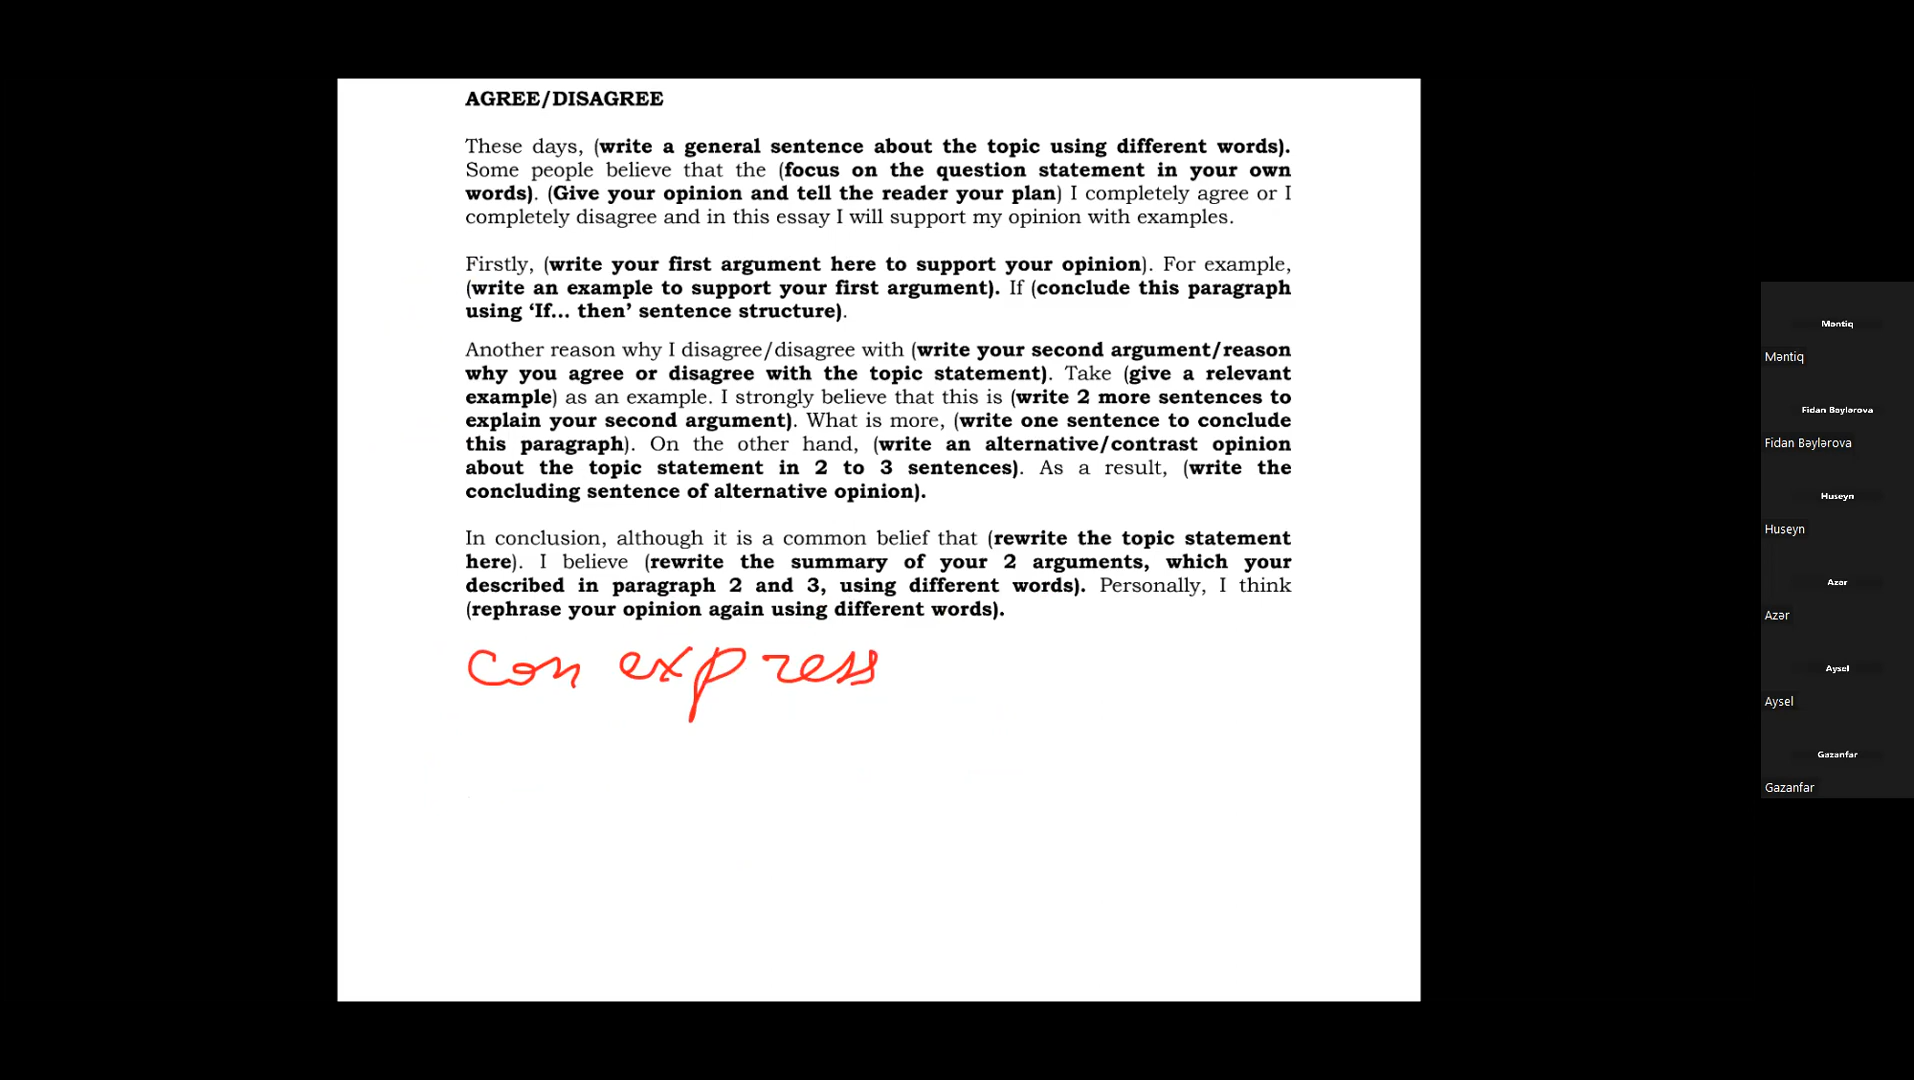 AGREE/DISAGREE
These days, (write a general sentence about the topic using different words).
Some people believe that the (focus on the question statement in your own
words). (Give your opinion and tell the reader your plan) I completely agree or I
completely disagree and in this essay I will support my opinion with examples.
Firstly, (write your first argument here to support your opinion). For example,
(write an example to support your first argument). If (conclude this paragraph
using ‘If... then’ sentence structure).
Another reason why I disagree/disagree with (write your second argument/reason
why you agree or disagree with the topic statement). Take (give a relevant
example) as an example. I strongly believe that this is (write 2 more sentences to
explain your second argument). What is more, (write one sentence to conclude
this paragraph). On the other hand, (write an alternative/contrast opinion
about the topic statement in 2 to 3 sentences). As a result, (write the
concluding sentence of alternative opinion).
In conclusion, although it is a common belief that (rewrite the topic statement
here). I believe (rewrite the summary of your 2 arguments, which your
described in paragraph 2 and 3, using different words). Personally, I think
(rephrase your opinion again using different words).
con express
Məntiq
Məntiq
Fidan Bəylərova
Fidan Bəylərova
Huseyn
Huseyn
Azər
Azər
Aysel
Aysel
Gazanfar
Gazanfar